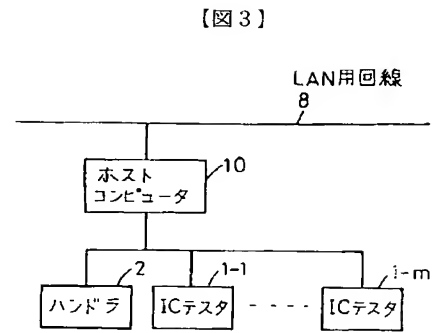 【図3】
LAN用回線
8
ホスト
コンピュータ
10
2
1-1
1-m
ハンドラ
ICテスタ
ICテスタ